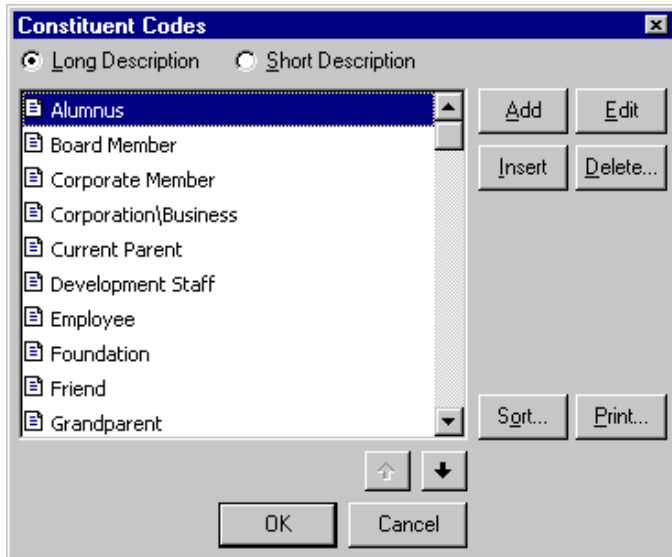 Constituent Codes
Long Description Short Description
Alumnus
Board Member
Corporate Member
Corporation\Business
Current Parent
Development Staff
Employee
Foundation
Friend
Grandparent
Add Edit
Insert Delete...
Sort... Print...
OK Cancel